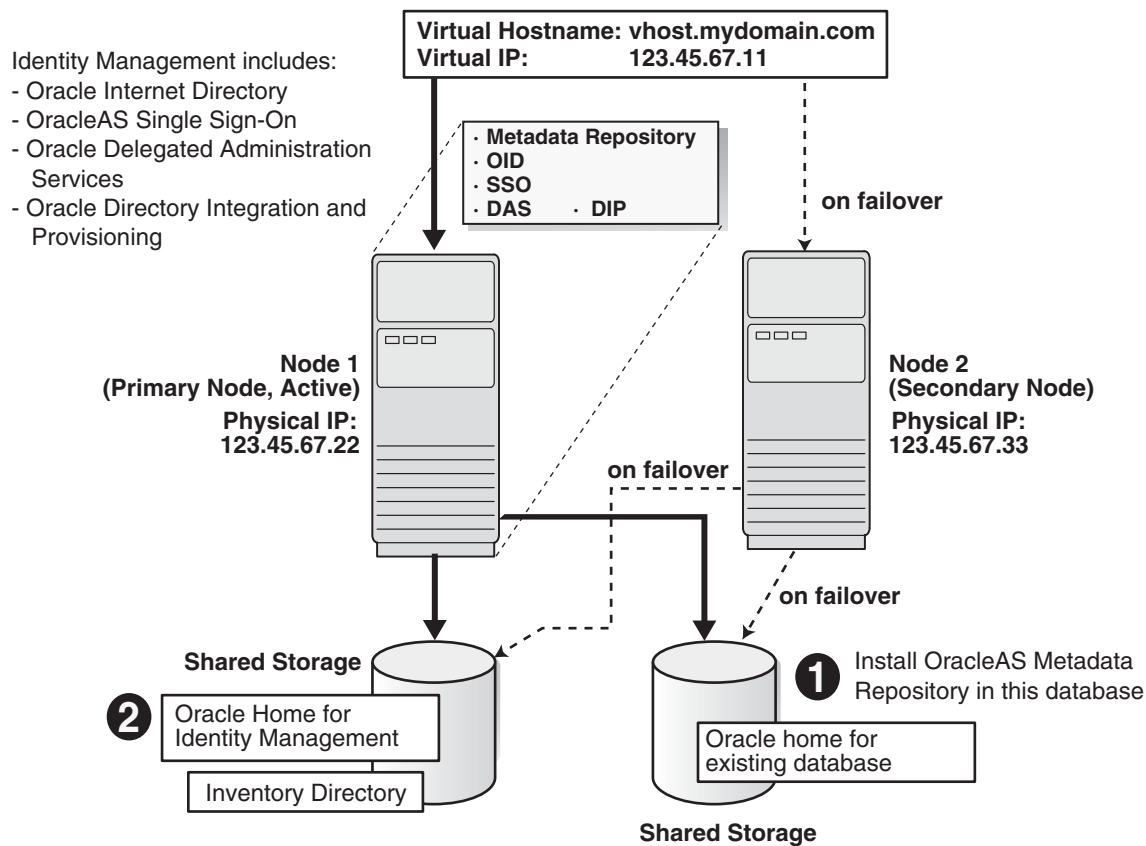 Virtual Hostname: vhost.mydomain.com
Virtual IP: 123.45.67.11
Identity Management includes:
- Oracle Internet Directory
- OracleAS Single Sign-On
- Oracle Delegated Administration
Services
- Oracle Directory Integration and
Provisioning
· Metadata Repository
· OID
· SSO
· DAS · DIP
on failover
Node 1
(Primary Node, Active)
Physical IP:
123.45.67.22
Node 2
(Secondary Node)
Physical IP:
123.45.67.33
on failover
on failover
Shared Storage
2
Oracle Home for
Identity Management
Inventory Directory
1
Install OracleAS Metadata
Repository in this database
Oracle home for
existing database
Shared Storage